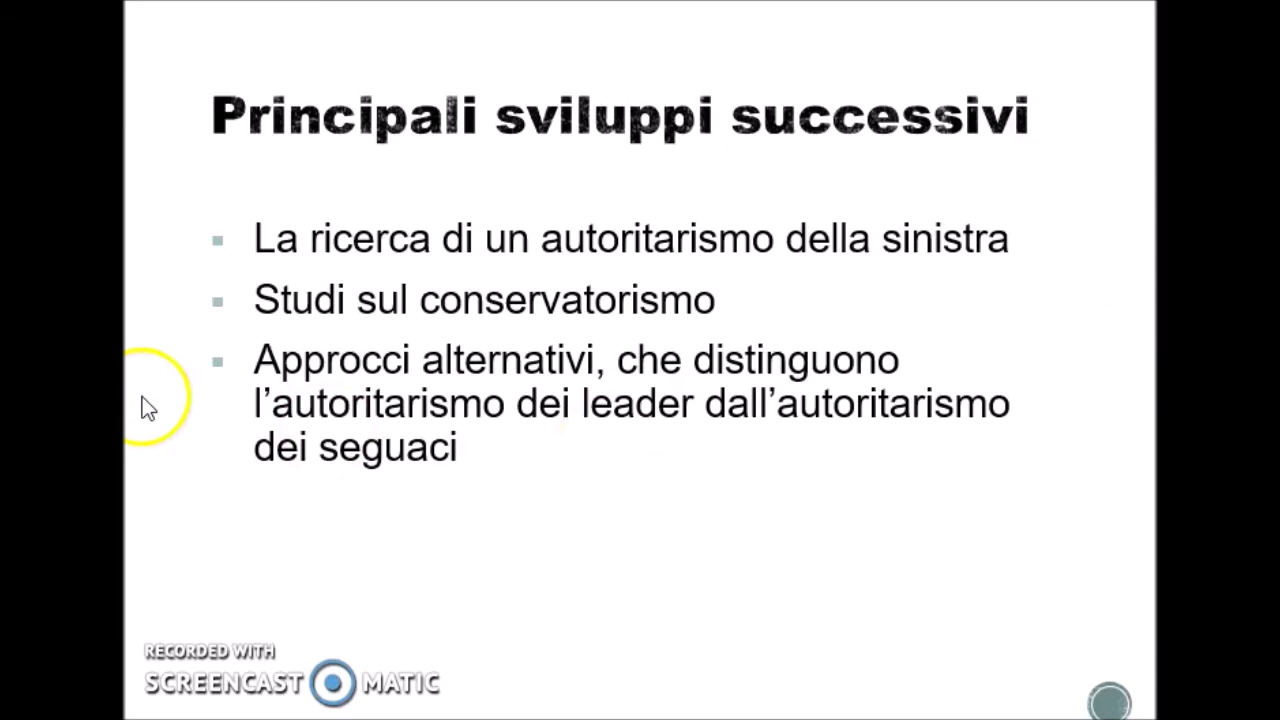 Principali sviluppi successivi
La ricerca di un autoritarismo della sinistra
Studi sul conservatorismo
Approcci alternativi, che distinguono
l’autoritarismo dei leader dall’autoritarismo
dei seguaci
RECORDED WITH
SCREENCAST MATIC